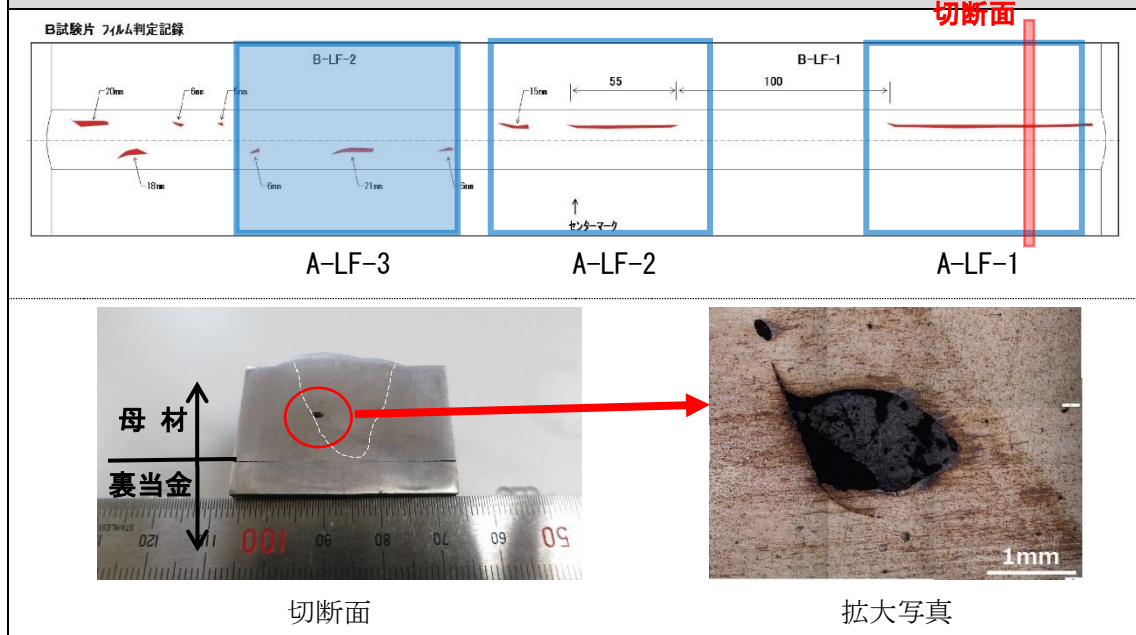 切断面
B試験片 フィルム判定記録
B-LF-2
B-LF-1
20mm
6mm
5mm
15mm
55
100
18mm
6mm
21mm
6mm
センターマーク
A-LF-3
A-LF-2
A-LF-1
母材
裏当金
STAINLESS
120
110
100
90
80
70
60
50
1mm
切断面
拡大写真